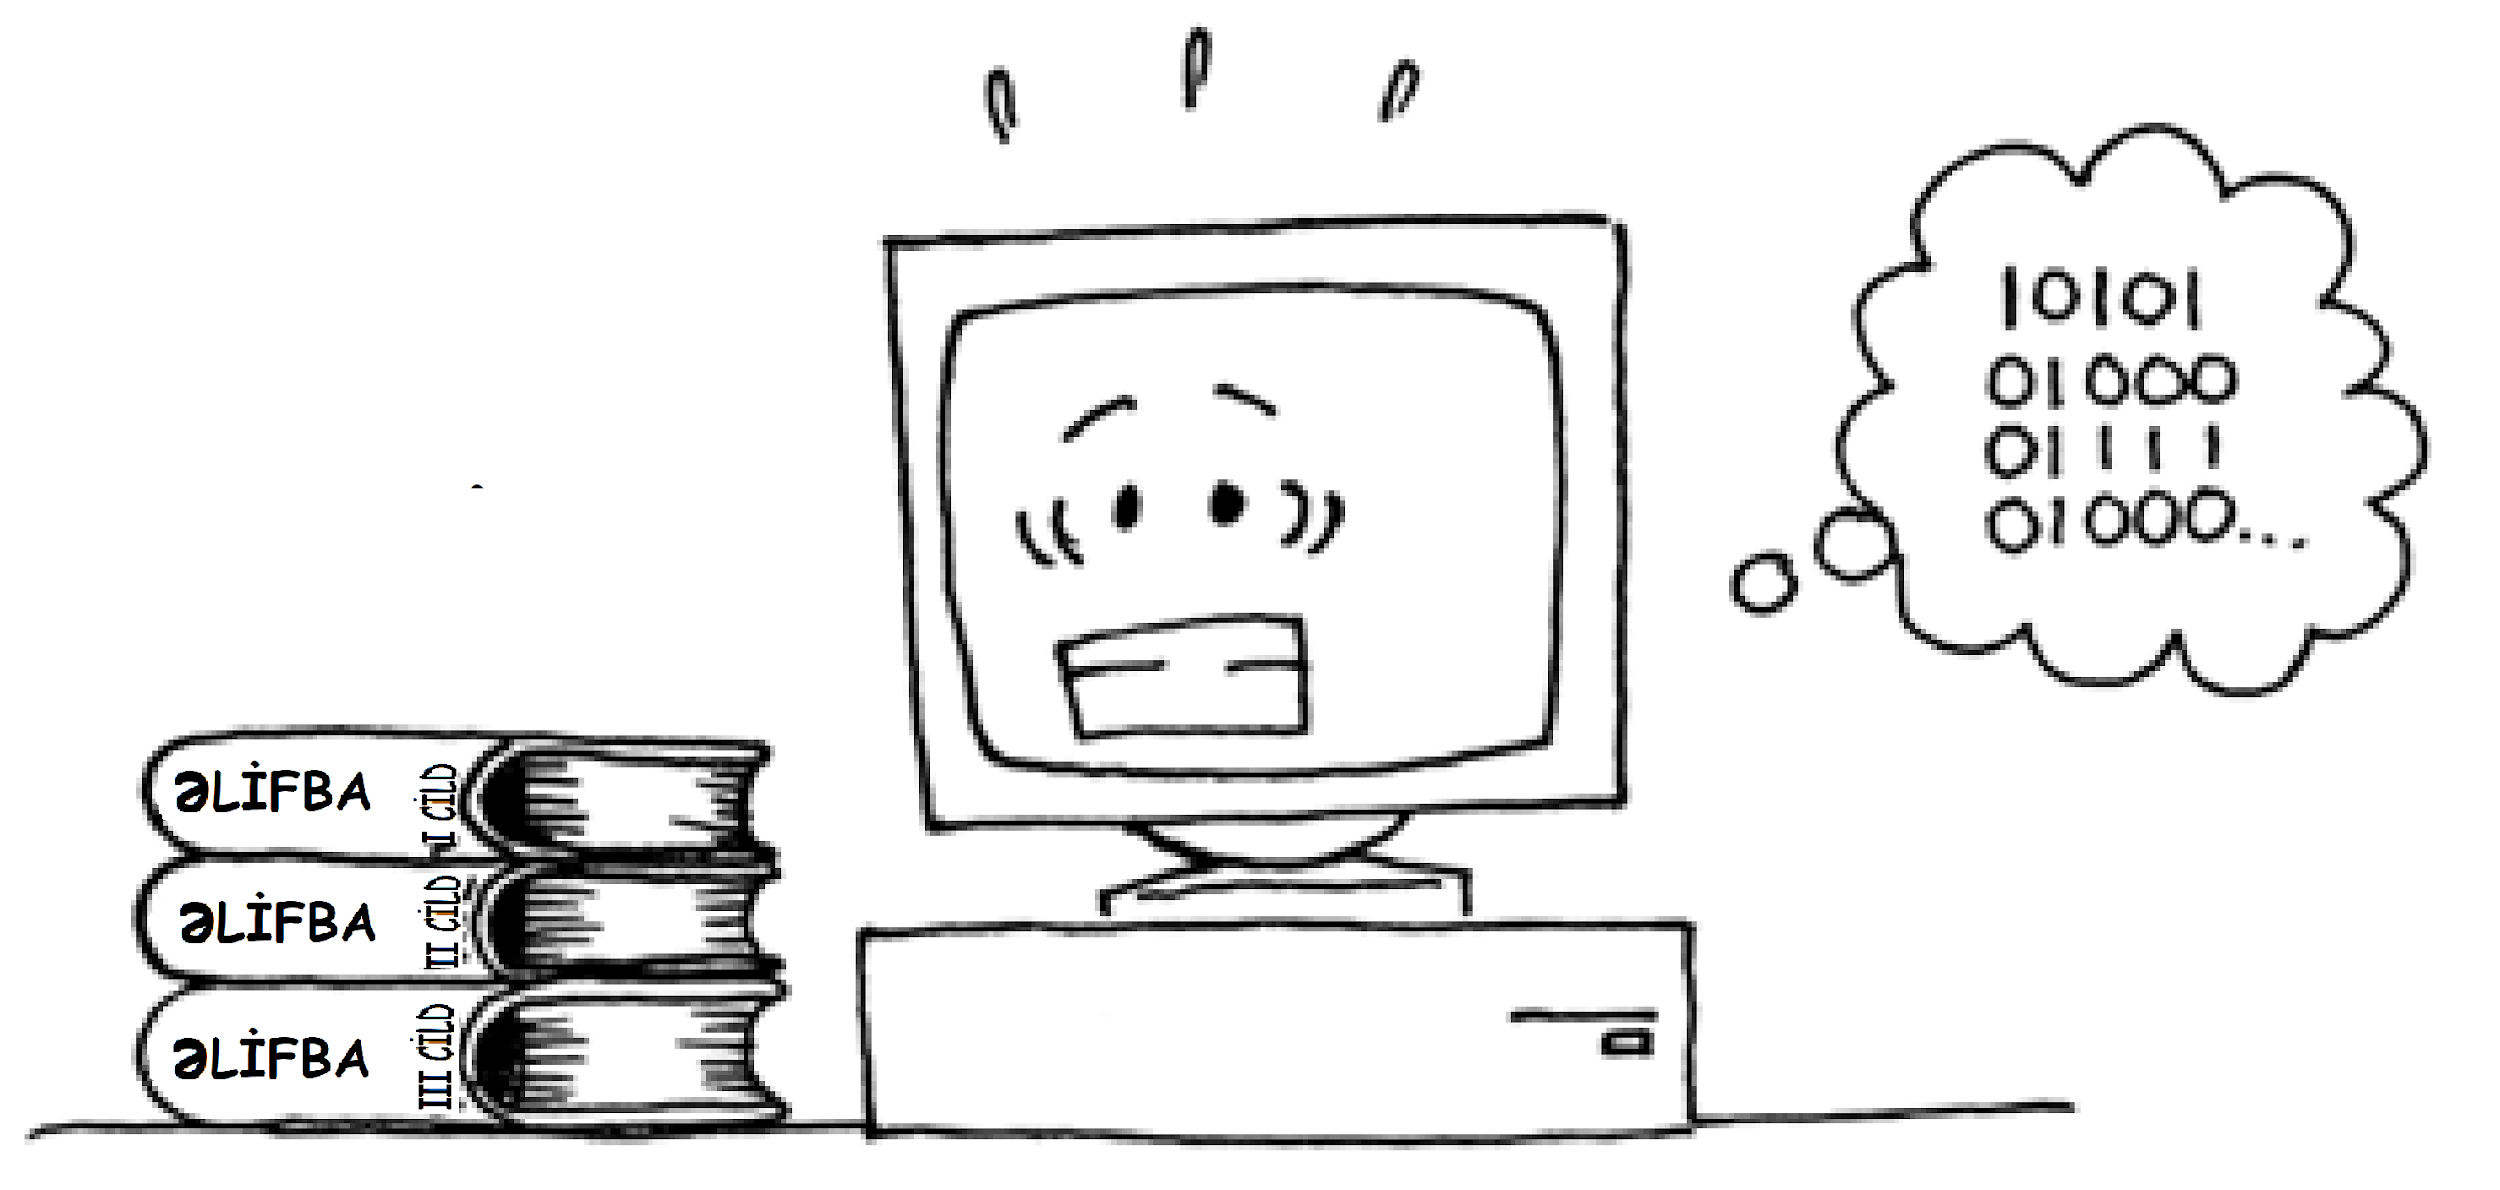 ƏLİFBA I CİLD
ƏLİFBA II CİLD
ƏLİFBA III CİLD
10101
01000
01111
01000...